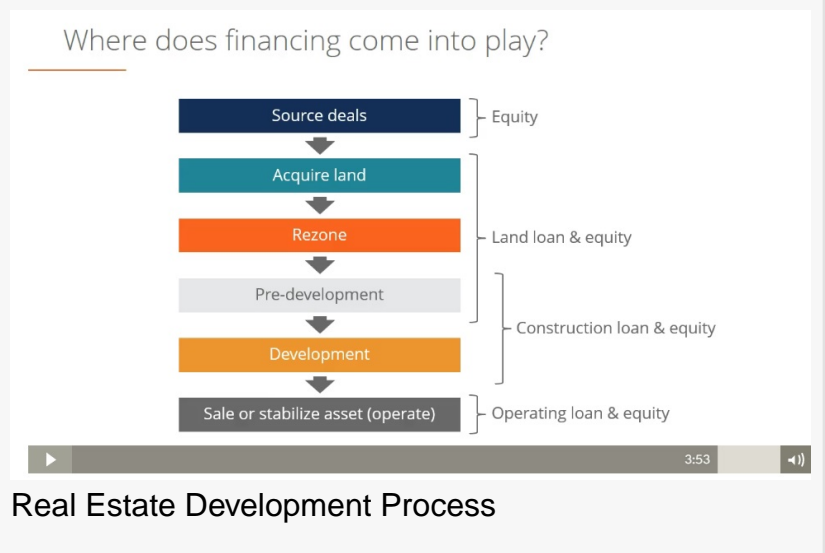 Where does financing come into play?
Source deals
Equity
Acquire land
Rezone
Land loan & equity
Pre-development
Construction loan & equity
Development
Sale or stabilize asset (operate)
Operating loan & equity
3:53
Real Estate Development Process